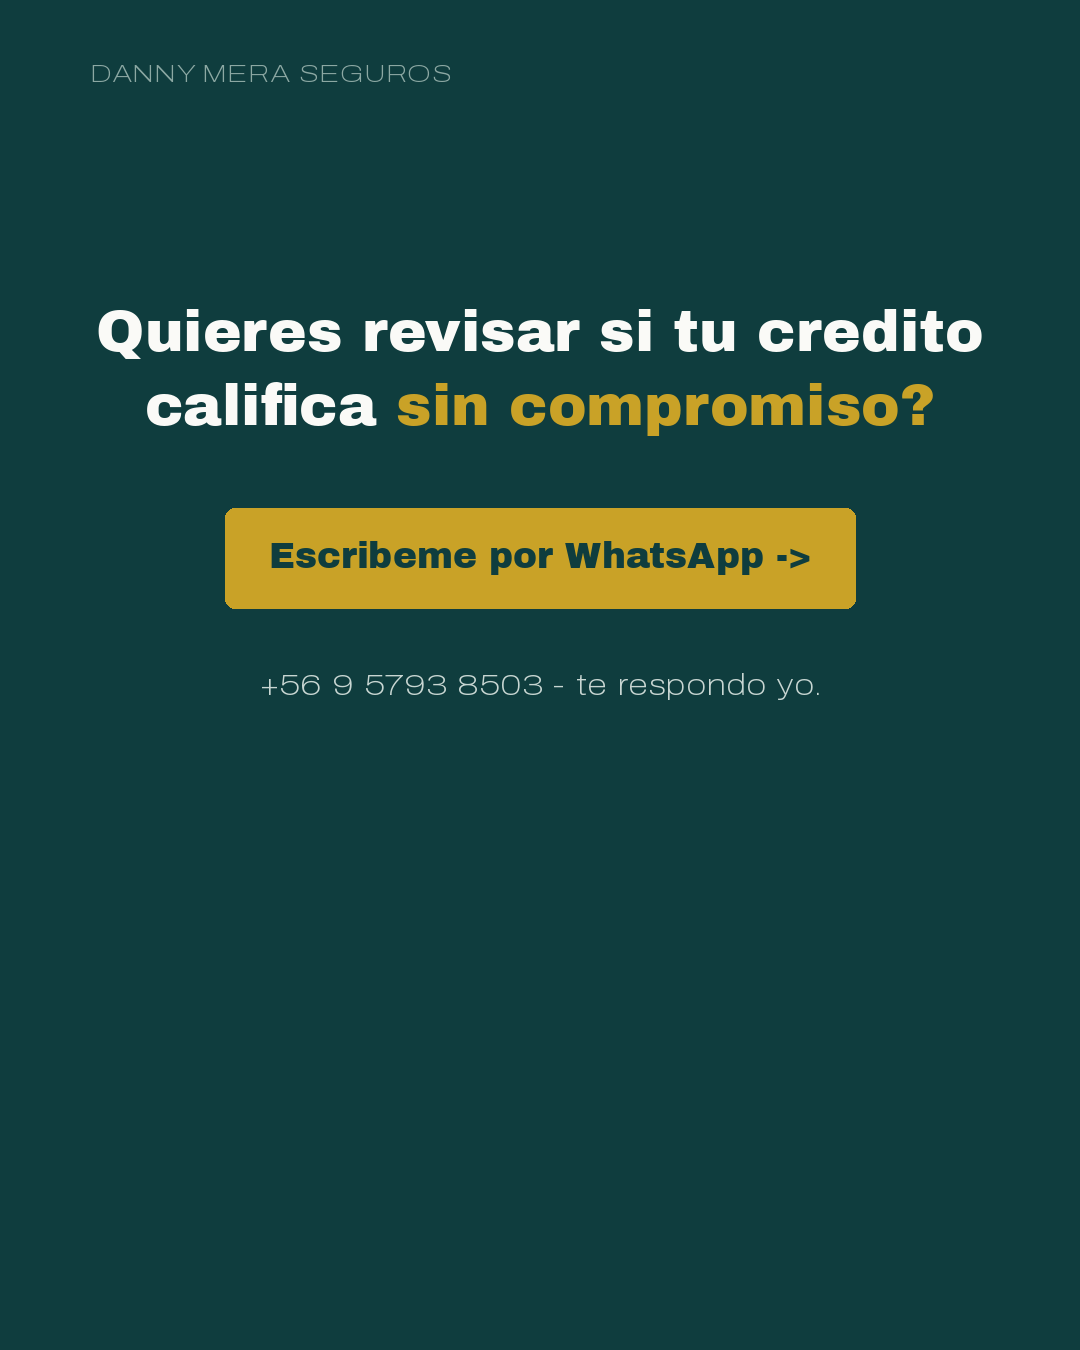 DANNY MERA SEGUROS
Quieres revisar si tu credito
califica sin compromiso?
Escribeme por WhatsApp ->
+56 9 5793 8503 - te respondo yo.